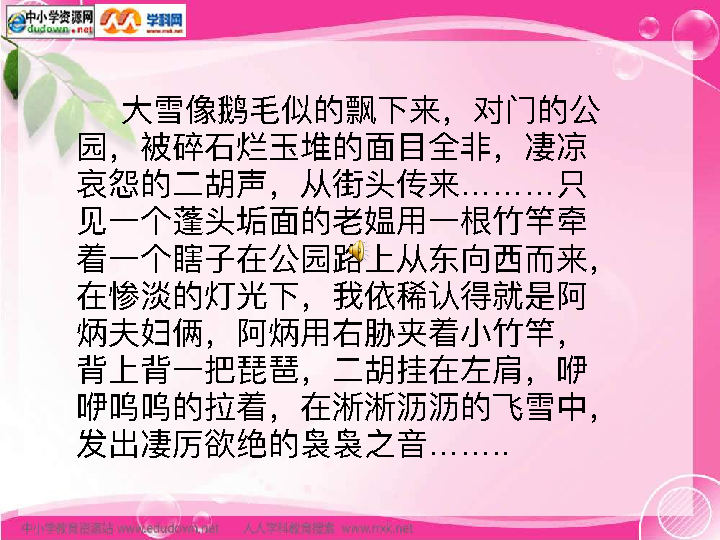 中小学资源网
dudown.net
学科网
大雪像鹅毛似的飘下来，对门的公
园，被碎石烂玉堆的面目全非，凄凉
哀怨的二胡声，从街头传来………只
见一个蓬头垢面的老媪用一根竹竿牵
着一个瞎子在公园路上从东向西而来，
在惨淡的灯光下，我依稀认得就是阿
炳夫妇俩，阿炳用右胁夹着小竹竿，
背上背一把琵琶，二胡挂在左肩，咿
咿呜呜的拉着，在淅淅沥沥的飞雪中，
发出凄厉欲绝的袅袅之音……..
中小学教育资源站 www.edudown.net 人人学科教育搜索 www.rrxk.net